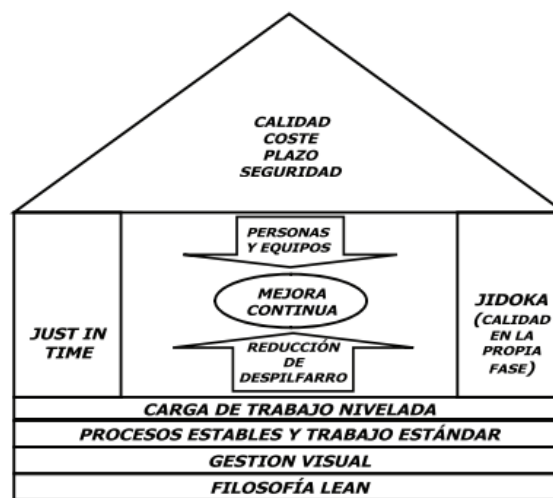 CALIDAD
COSTE
PLAZO
SEGURIDAD
PERSONAS
Y EQUIPOS
MEJORA
CONTINUA
REDUCCIÓN
DE
DESPILFARRO
JUST IN
TIME
JIDOKA
(CALIDAD
EN LA
PROPIA
FASE)
CARGA DE TRABAJO NIVELADA
PROCESOS ESTABLES Y TRABAJO ESTÁNDAR
GESTION VISUAL
FILOSOFÍA LEAN